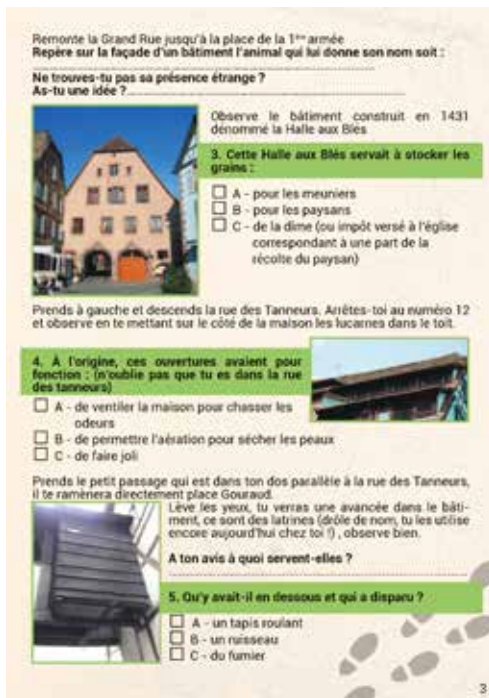 Remonte la Grand Rue jusqu'à la place de la 1ère armée
Repère sur la façade d'un bâtiment l'animal qui lui donne son nom soit :
Ne trouves-tu pas sa présence étrange ?
As-tu une idée ?
Observe le bâtiment construit en 1431
dénommé la Halle aux Blés
3. Cette Halle aux Blés servait à stocker les
grains :
A - pour les meuniers
B - pour les paysans
C - de la dîme (ou impôt versé à l'église
correspondant à une part de la
récolte du paysan)
Prends à gauche et descends la rue des Tanneurs. Arrêtes-toi au numéro 12
et observe en te mettant sur le côté de la maison les lucarnes dans le toit.
4. À l'origine, ces ouvertures avaient pour
fonction : (n'oublie pas que tu es dans la rue
des tanneurs)
A - de ventiler la maison pour chasser les
odeurs
B - de permettre l'aération pour sécher les peaux
C - de faire joli
Prends le petit passage qui est dans ton dos parallèle à la rue des Tanneurs,
il te ramènera directement place Gouraud.
Lève les yeux, tu verras une avancée dans le bâti-
ment, ce sont des latrines (drôle de nom, tu les utilise
encore aujourd'hui chez toi !) , observe bien.
A ton avis à quoi servent-elles ?
5. Qu'y avait-il en dessous et qui a disparu ?
A - un tapis roulant
B - un ruisseau
C - du fumier
3